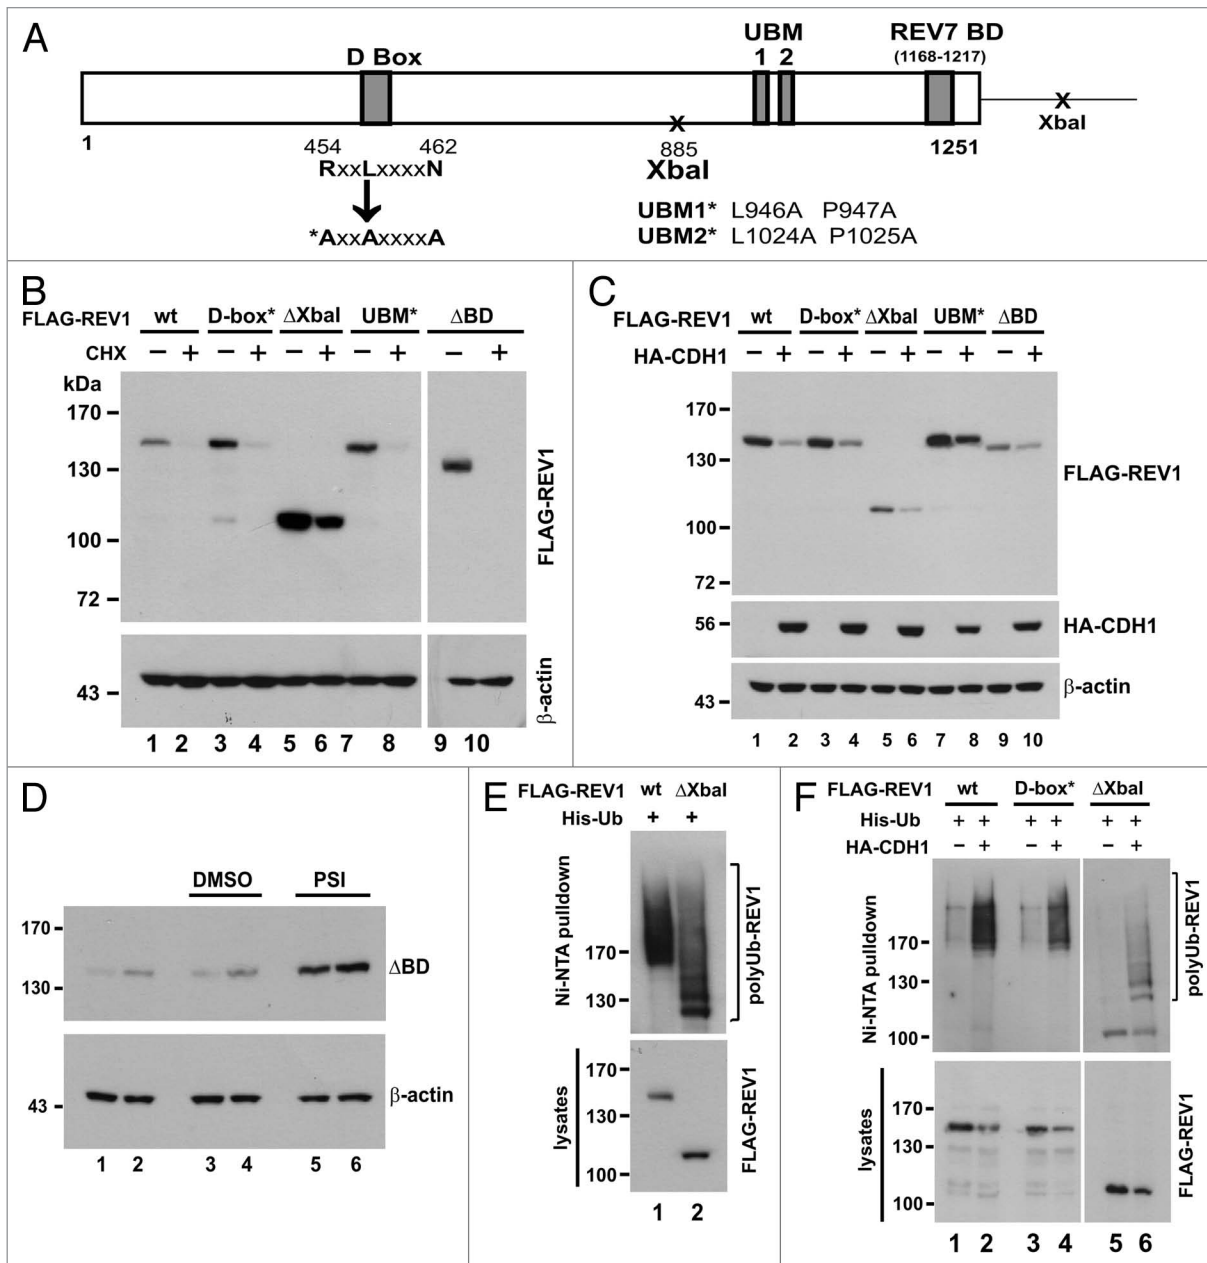 A
UBM
REV7 BD
D Box
1 2
(1168-1217)
X
X
XbaI
1
454
462
885
1251
RxxLxxxxN
XbaI
*AxxAxxxxA
UBM1* L946A P947A
UBM2* L1024A P1025A
B
FLAG-REV1 wt D-box* ΔXbaI UBM* ΔBD
CHX − + − + − + − + − +
kDa
170
130
100
72
FLAG-REV1
43
β-actin
1 2 3 4 5 6 7 8 9 10
C
FLAG-REV1 wt D-box* ΔXbaI UBM* ΔBD
HA-CDH1 − + − + − + − + − +
170
130
100
72
FLAG-REV1
56
HA-CDH1
43
β-actin
1 2 3 4 5 6 7 8 9 10
D
DMSO PSI
170
130
ΔBD
43
β-actin
1 2 3 4 5 6
E
FLAG-REV1 wt ΔXbaI
His-Ub + +
Ni-NTA pulldown
170
130
polyUb-REV1
lysates
170
130
100
FLAG-REV1
1 2
F
FLAG-REV1 wt D-box* ΔXbaI
His-Ub + + + + + +
HA-CDH1 − + − + − +
Ni-NTA pulldown
170
130
100
polyUb-REV1
lysates
170
130
100
FLAG-REV1
1 2 3 4 5 6